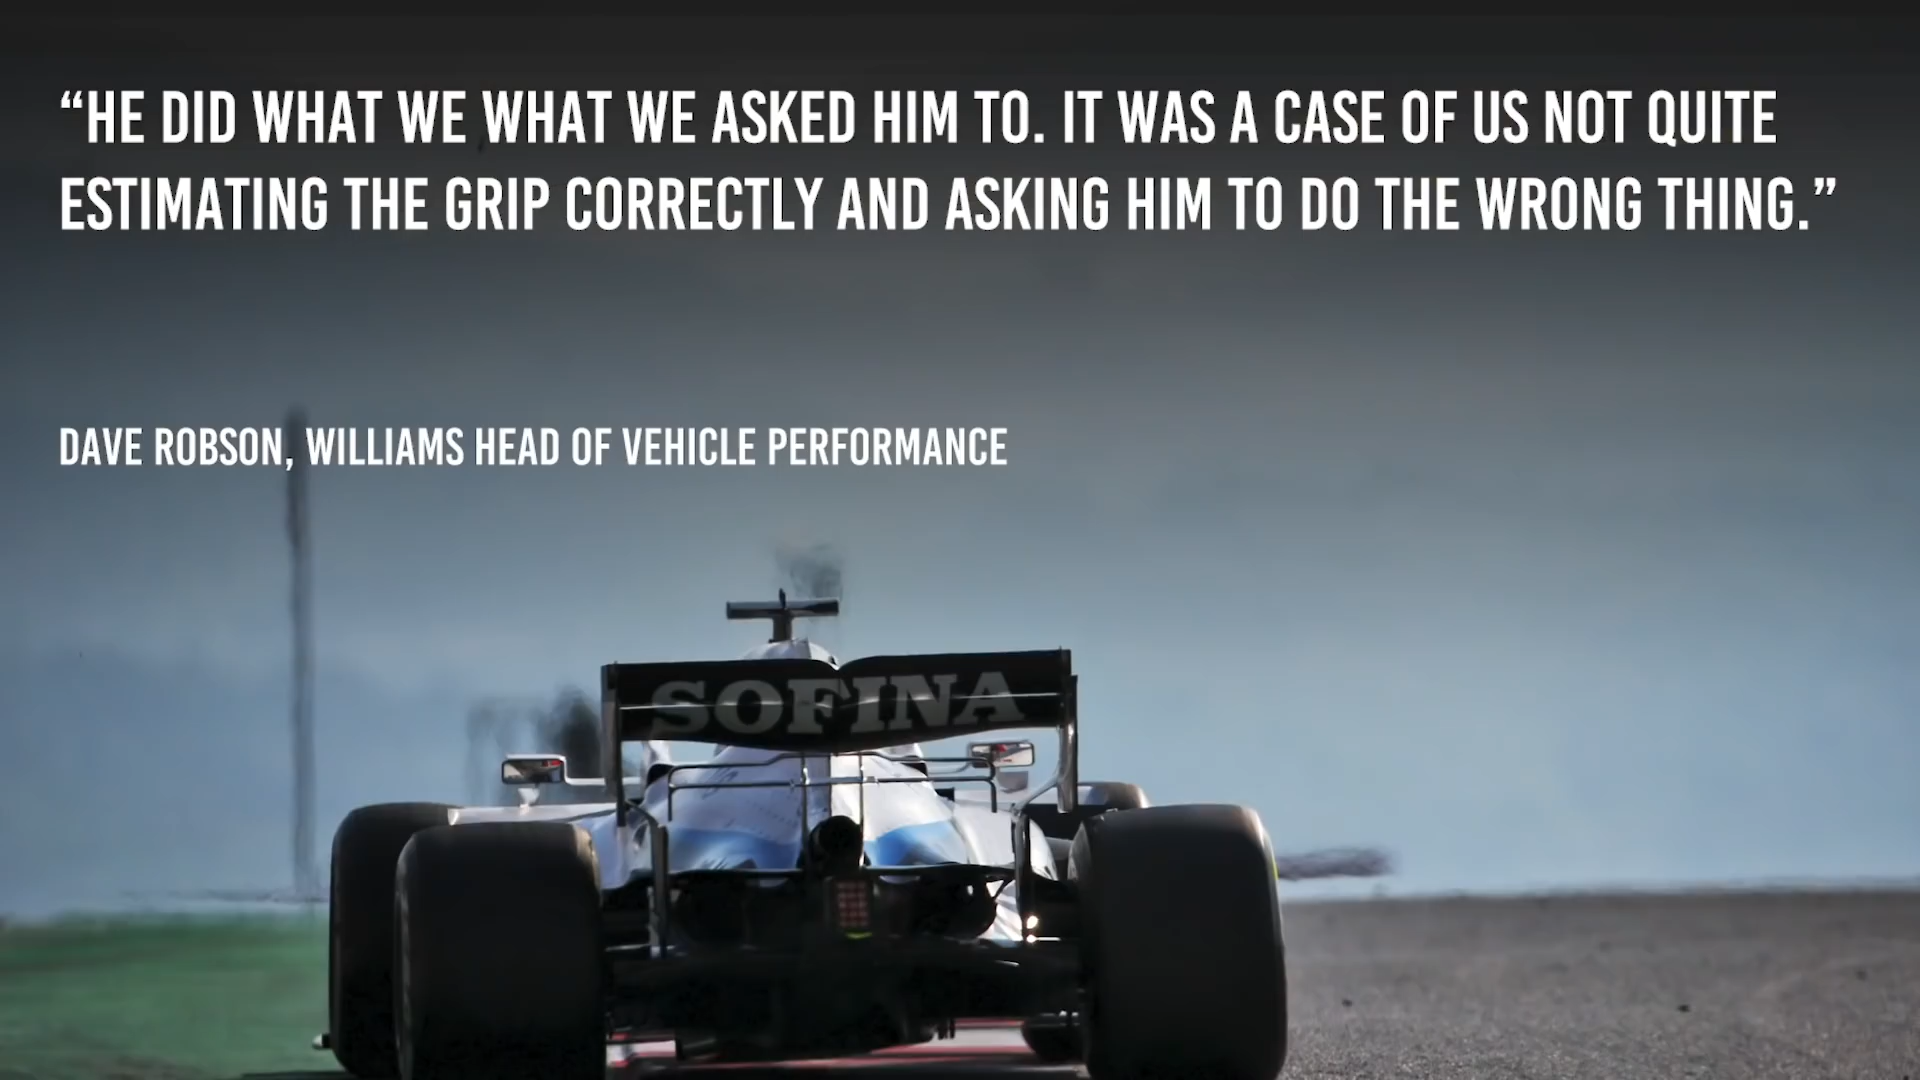 “HE DID WHAT WE WHAT WE ASKED HIM TO. IT WAS A CASE OF US NOT QUITE
ESTIMATING THE GRIP CORRECTLY AND ASKING HIM TO DO THE WRONG THING.”
DAVE ROBSON, WILLIAMS HEAD OF VEHICLE PERFORMANCE
SOFINA